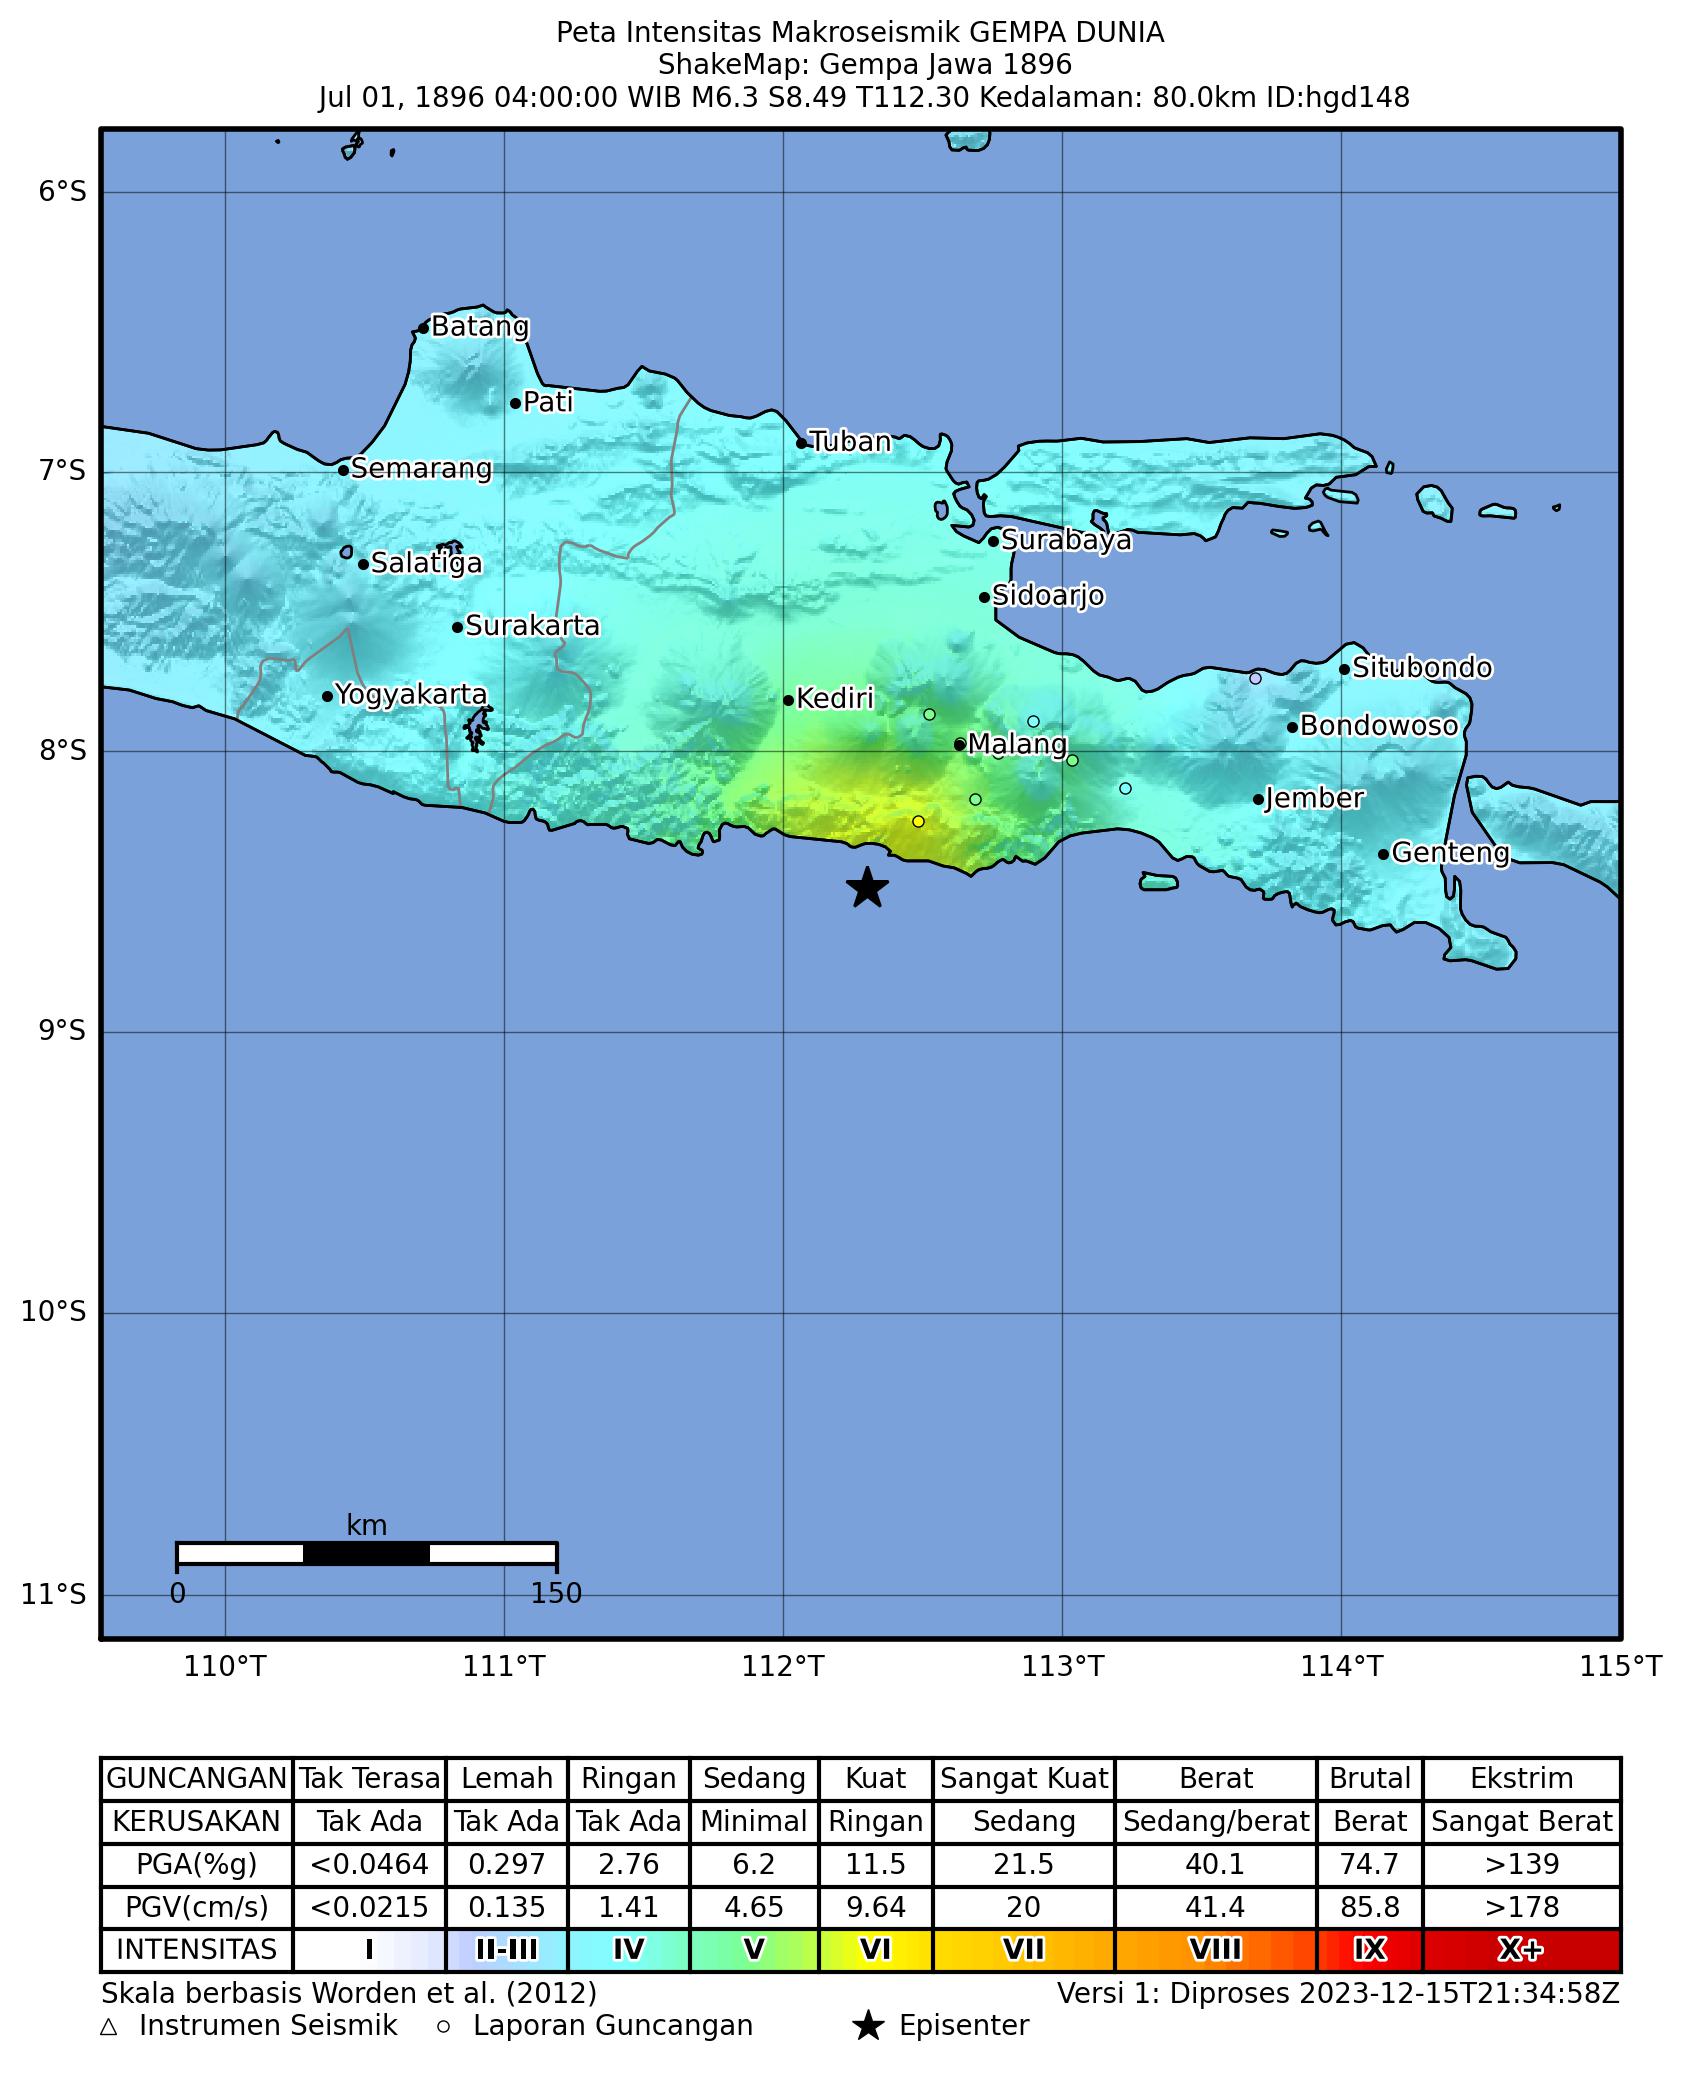 Peta Intensitas Makroseismik GEMPA DUNIA
ShakeMap: Gempa Jawa 1896
Jul 01, 1896 04:00:00 WIB M6.3 S8.49 T112.30 Kedalaman: 80.0km ID:hgd148
6°S
Batang
Pati
Tuban
Semarang
7°S
Surabaya
Salatiga
Sidoarjo
Surakarta
Situbondo
Yogyakarta
Kediri
Bondowoso
Malang
8°S
Jember
Genteng
9°S
10°S
km
0 150
11°S
110°T 111°T 112°T 113°T 114°T 115°T
GUNCANGAN Tak Terasa Lemah Ringan Sedang Kuat Sangat Kuat Berat Brutal Ekstrim
KERUSAKAN Tak Ada Tak Ada Tak Ada Minimal Ringan Sedang Sedang/berat Berat Sangat Berat
PGA(%g) <0.0464 0.297 2.76 6.2 11.5 21.5 40.1 74.7 >139
PGV(cm/s) <0.0215 0.135 1.41 4.65 9.64 20 41.4 85.8 >178
INTENSITAS I II-III IV V VI VII VIII IX X+
Skala berbasis Worden et al. (2012) Versi 1: Diproses 2023-12-15T21:34:58Z
Instrumen Seismik Laporan Guncangan Episenter